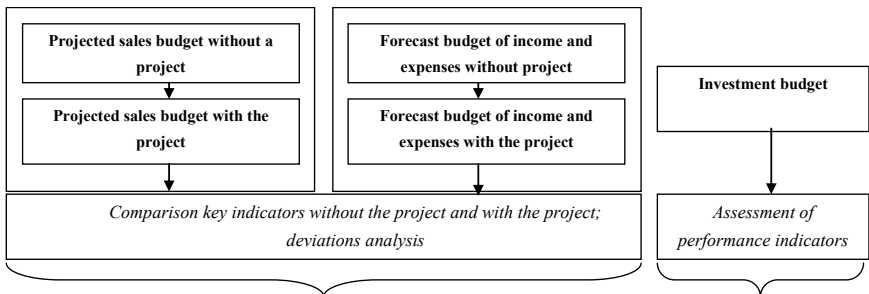 Projected sales budget without a
project
Projected sales budget with the
project
Forecast budget of income and
expenses without project
Forecast budget of income and
expenses with the project
Investment budget
Comparison key indicators without the project and with the project;
deviations analysis
Assessment of
performance indicators